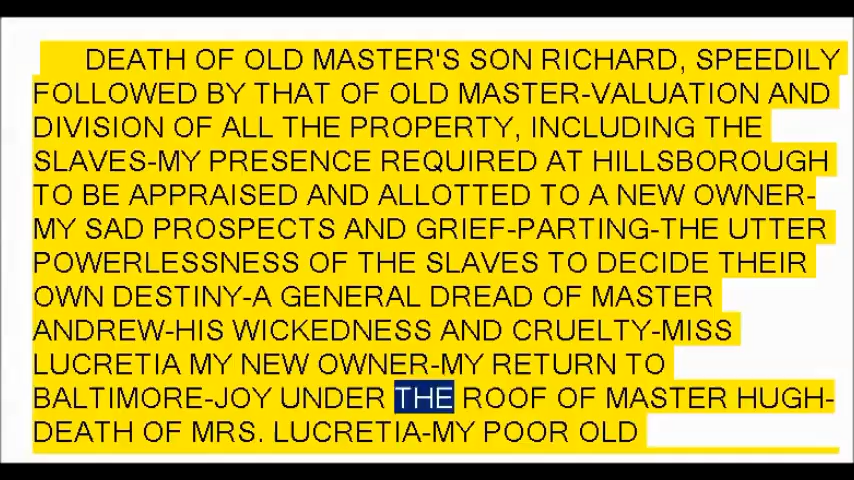 DEATH OF OLD MASTER'S SON RICHARD, SPEEDILY
FOLLOWED BY THAT OF OLD MASTER-VALUATION AND
DIVISION OF ALL THE PROPERTY, INCLUDING THE
SLAVES-MY PRESENCE REQUIRED AT HILLSBOROUGH
TO BE APPRAISED AND ALLOTTED TO A NEW OWNER-
MY SAD PROSPECTS AND GRIEF-PARTING-THE UTTER
POWERLESSNESS OF THE SLAVES TO DECIDE THEIR
OWN DESTINY-A GENERAL DREAD OF MASTER
ANDREW-HIS WICKEDNESS AND CRUELTY-MISS
LUCRETIA MY NEW OWNER-MY RETURN TO
BALTIMORE-JOY UNDER THE ROOF OF MASTER HUGH-
DEATH OF MRS. LUCRETIA-MY POOR OLD